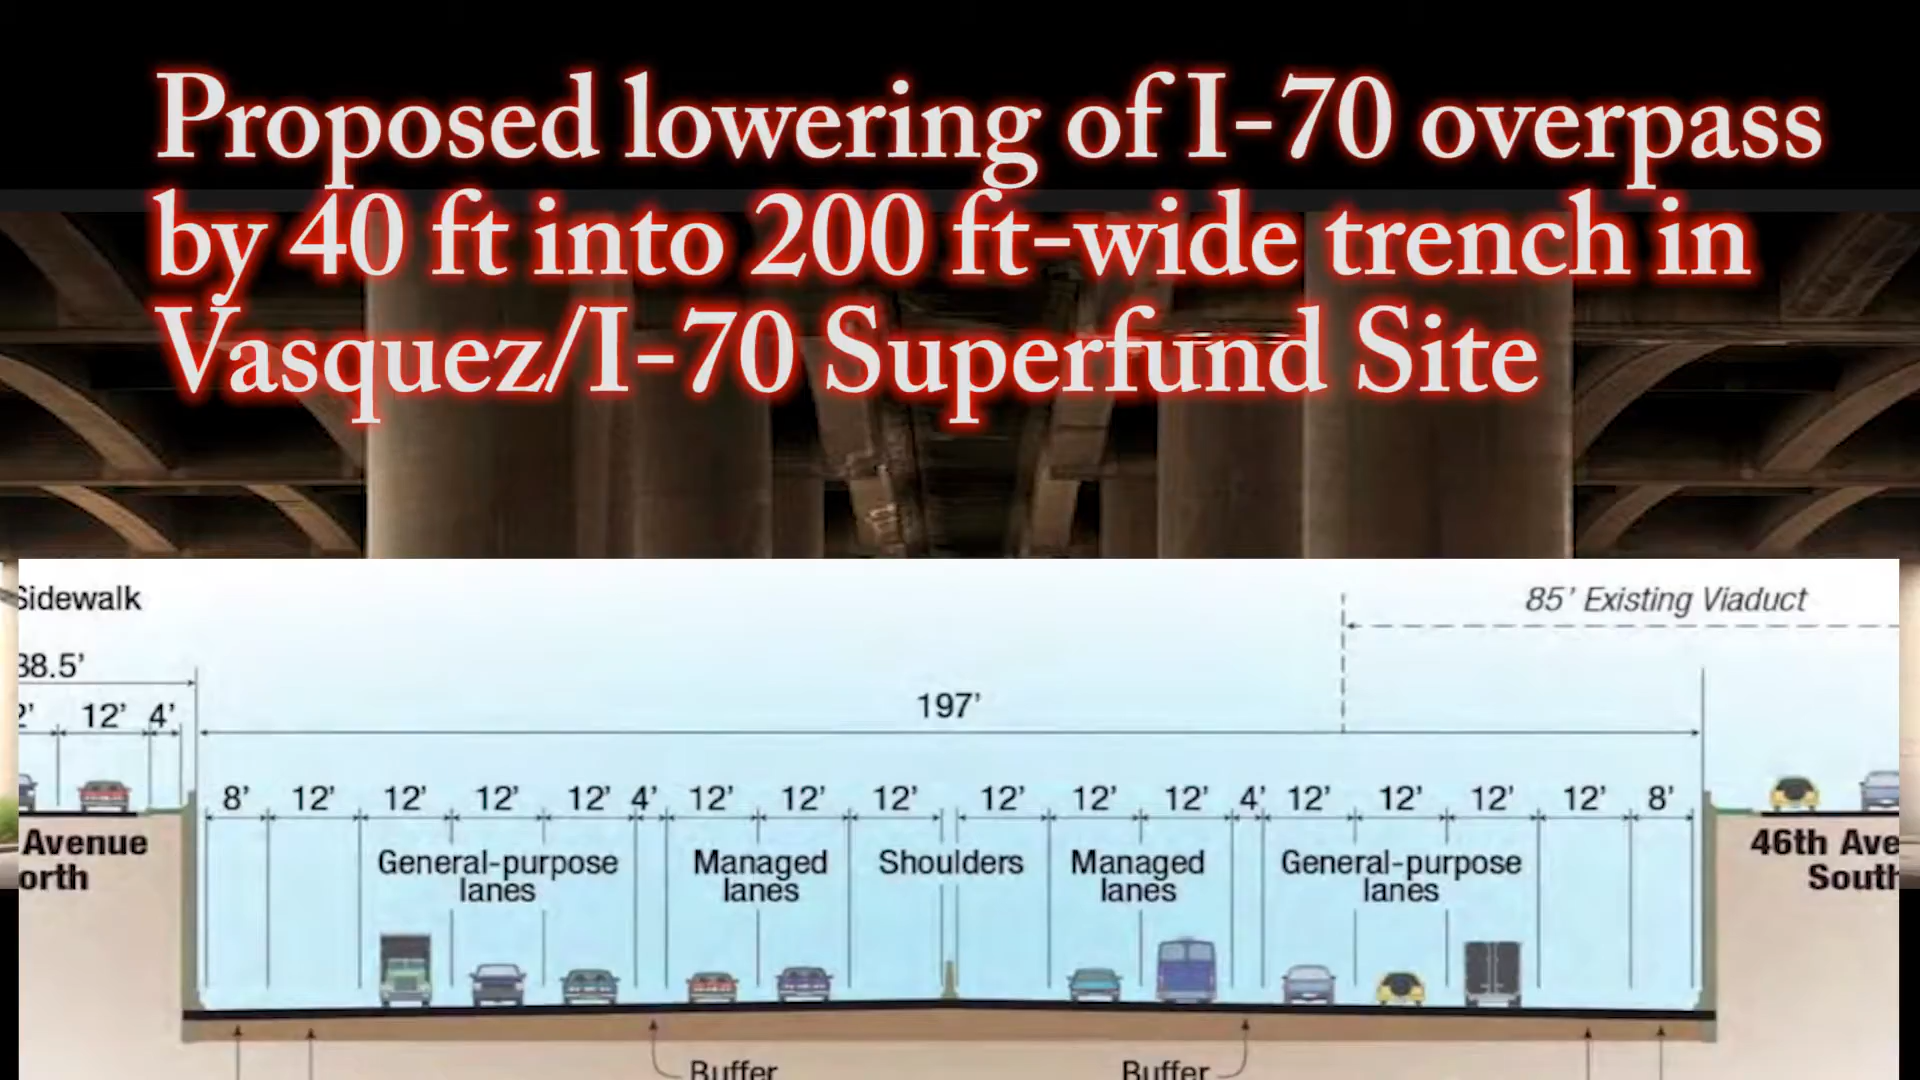 Proposed lowering of I-70 overpass
by 40 ft into 200 ft-wide trench in
Vasquez/I-70 Superfund Site
Sidewalk
85' Existing Viaduct
38.5'
197'
2' 12' 4'
8' 12' 12' 12' 12' 4' 12' 12' 12' 12' 12' 12' 4' 12' 12' 12' 12' 8'
Avenue
orth
General-purpose
lanes
Managed
lanes
Shoulders
Managed
lanes
General-purpose
lanes
46th Ave
South
Buffer
Buffer